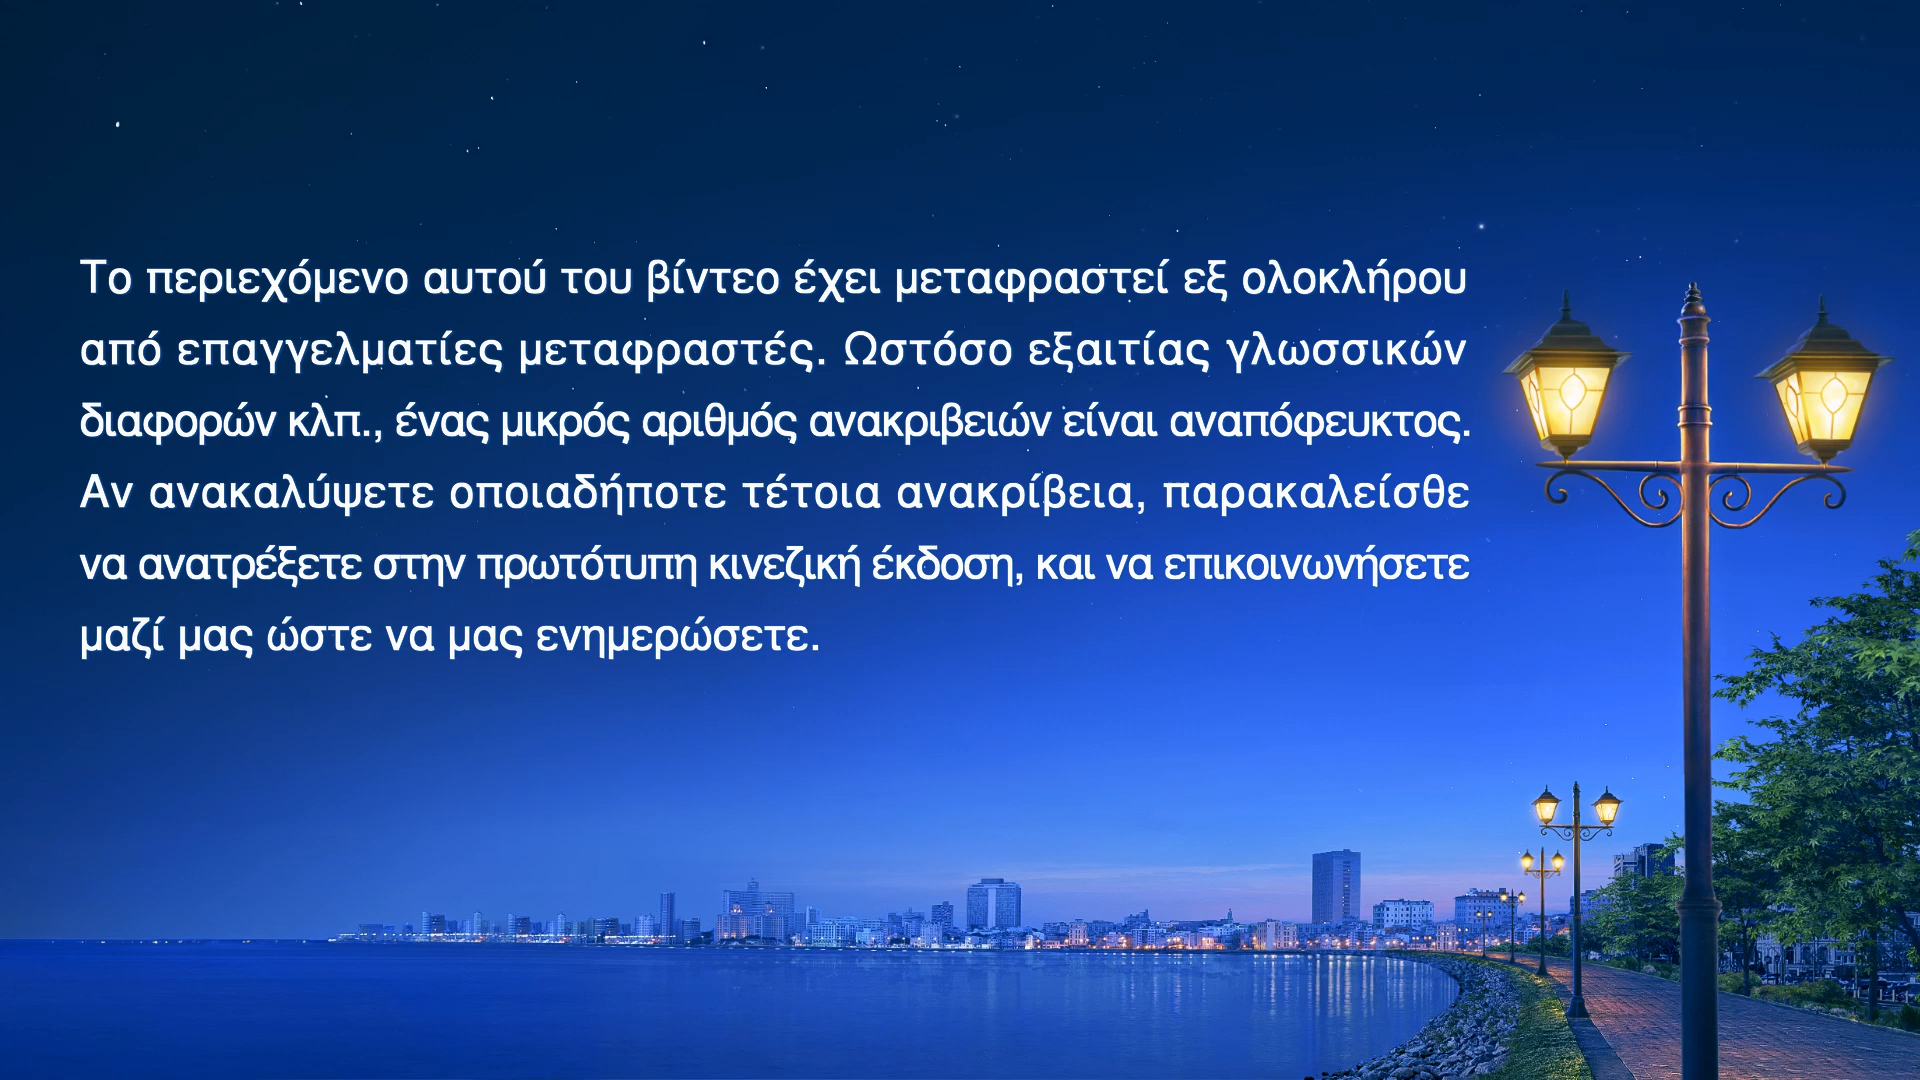 Το περιεχόμενο αυτού του βίντεο έχει μεταφραστεί εξ ολοκλήρου
από επαγγελματίες μεταφραστές. Ωστόσο εξαιτίας γλωσσικών
διαφορών κλπ., ένας μικρός αριθμός ανακριβειών είναι αναπόφευκτος.
Αν ανακαλύψετε οποιαδήποτε τέτοια ανακρίβεια, παρακαλείσθε
να ανατρέξετε στην πρωτότυπη κινεζική έκδοση, και να επικοινωνήσετε
μαζί μας ώστε να μας ενημερώσετε.